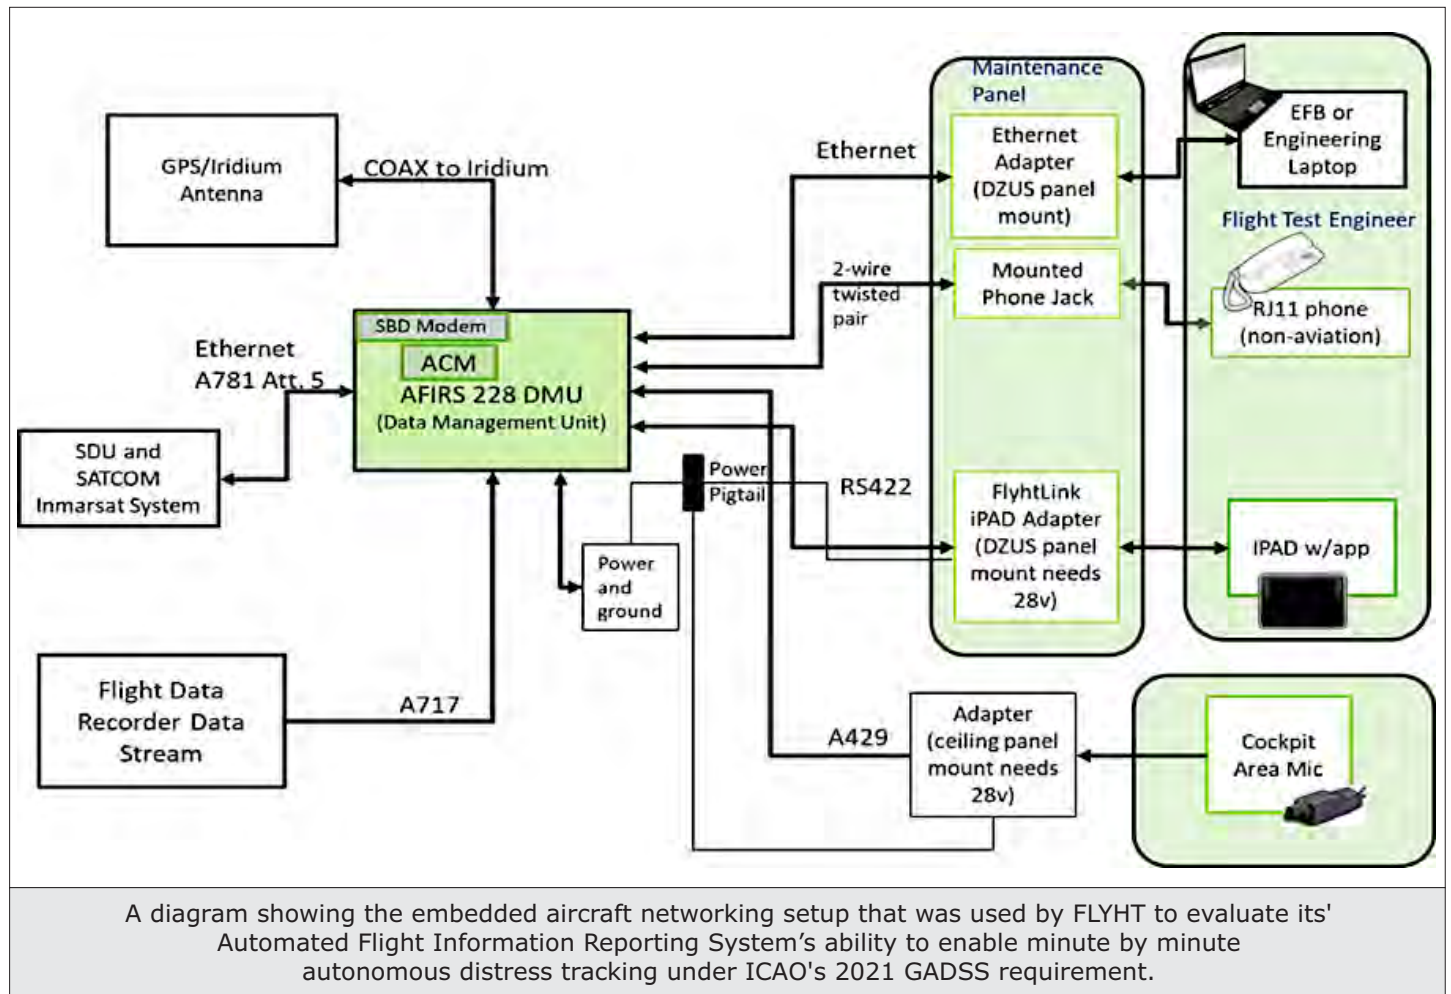 Maintenance
Panel
GPS/Iridium
Antenna
COAX to Iridium
Ethernet
Ethernet
Adapter
(DZUS panel
mount)
EFB or
Engineering
Laptop
Flight Test Engineer
2-wire
twisted
pair
Mounted
Phone Jack
RJ11 phone
(non-aviation)
SBD Modem
ACM
AFIRS 228 DMU
(Data Management Unit)
Ethernet
A781 Att. 5
SDU and
SATCOM
Inmarsat System
Power
Pigtail
RS422
FlyhtLink
iPAD Adapter
(DZUS panel
mount needs
28v)
IPAD w/app
Power
and
ground
Flight Data
Recorder Data
Stream
A717
A429
Adapter
(ceiling panel
mount needs
28v)
Cockpit
Area Mic
A diagram showing the embedded aircraft networking setup that was used by FLYHT to evaluate its'
Automated Flight Information Reporting System’s ability to enable minute by minute
autonomous distress tracking under ICAO's 2021 GADSS requirement.